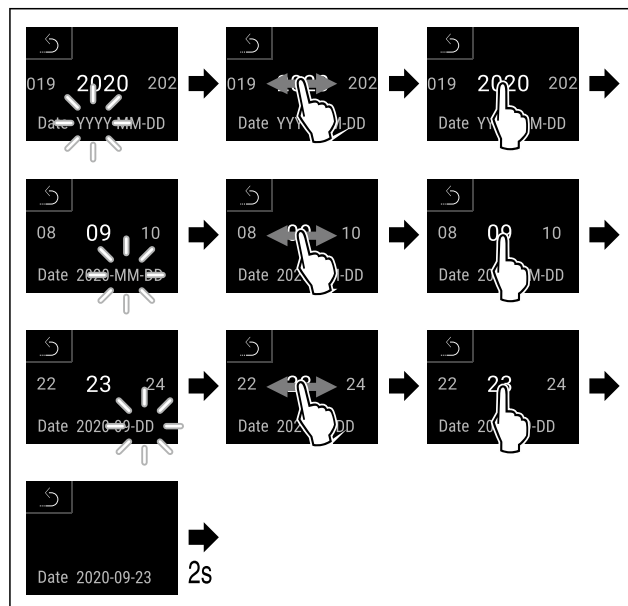 019 2020 202
Date YYYY-MM-DD
019 2020 202
Date YYY M-DD
019 2020 202
Date YY M-DD
08 09 10
Date 2020-MM-DD
08 09 10
Date 202 M-DD
08 09 10
Date 20 M-DD
22 23 24
Date 2020-09-DD
22 23 24
Date 202 DD
22 23 24
Date 20 -DD
Date 2020-09-23
2s